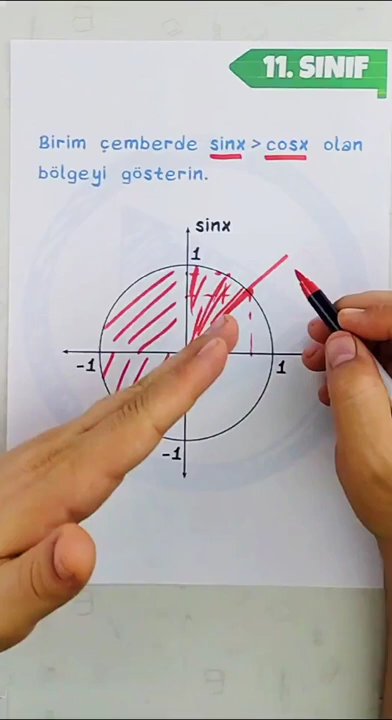 11. SINIF
Birim çemberde sinx > cosx olan
bölgeyi gösterin.
sinx
1
-1
1
-1